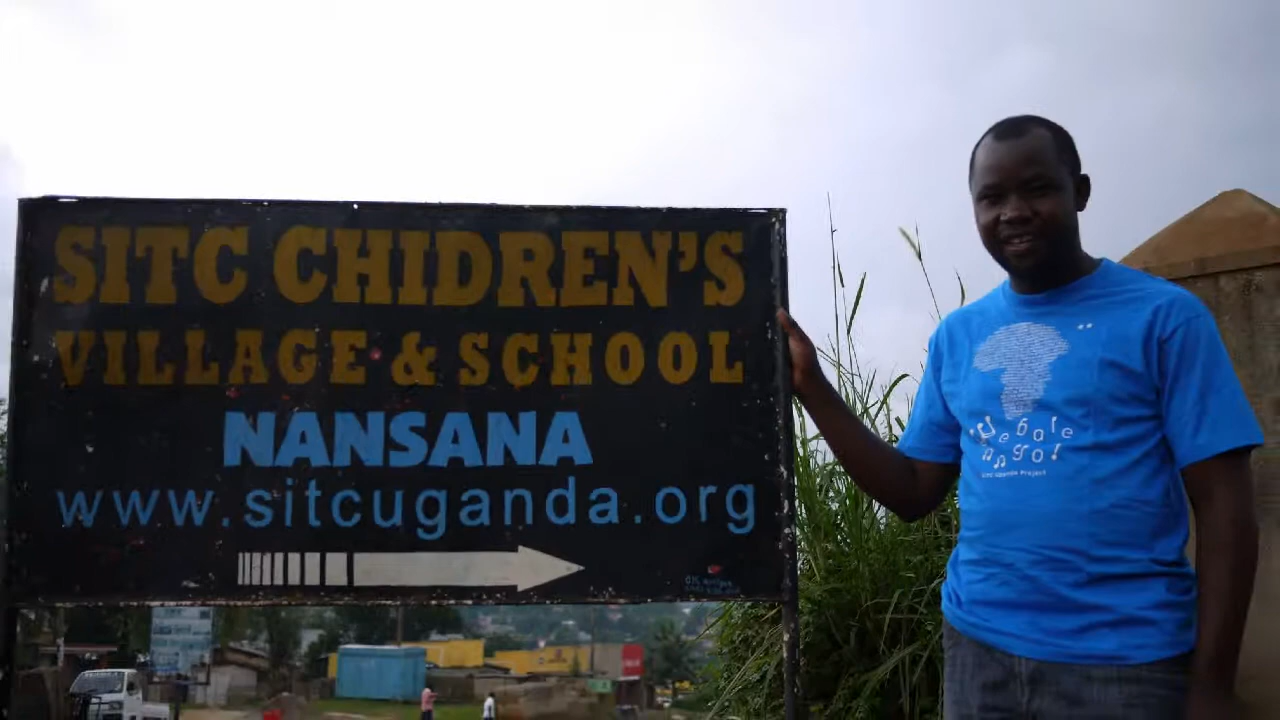 SITC CHIDREN'S
VILLAGE & SCHOOL
NANSANA
www.sitcuganda.org